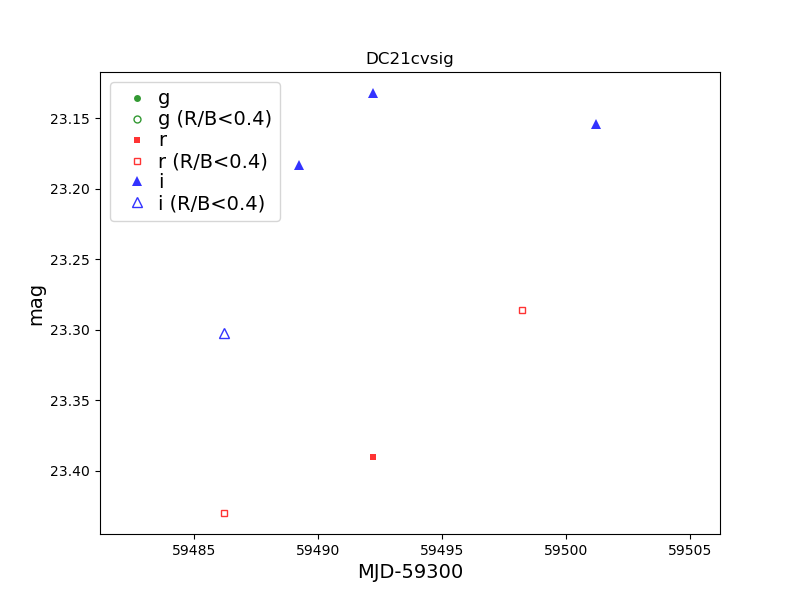 DC21cvsig
g
g (R/B<0.4)
r
r (R/B<0.4)
i
i (R/B<0.4)
mag
23.15
23.20
23.25
23.30
23.35
23.40
59485 59490 59495 59500 59505
MJD-59300